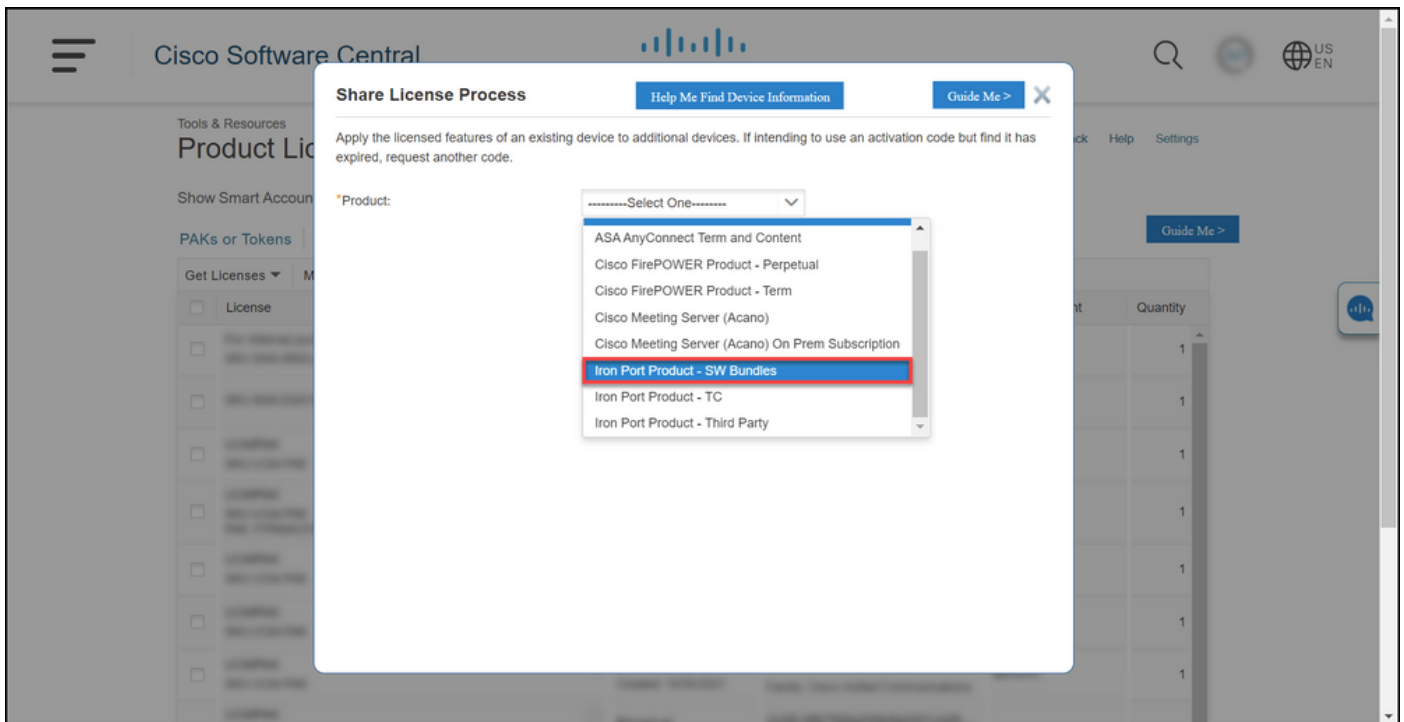 Cisco Software Central
US
EN
Share License Process
Help Me Find Device Information
Guide Me >
Apply the licensed features of an existing device to additional devices. If intending to use an activation code but find it has
expired, request another code.
Tools & Resources
Product Lic
ck Help Settings
Show Smart Accoun
*Product:
---------Select One--------
PAKs or Tokens
Guide Me >
ASA AnyConnect Term and Content
Cisco FirePOWER Product - Perpetual
Cisco FirePOWER Product - Term
Cisco Meeting Server (Acano)
Cisco Meeting Server (Acano) On Prem Subscription
Iron Port Product - SW Bundles
Iron Port Product - TC
Iron Port Product - Third Party
Get Licenses M
License
nt Quantity
1
1
1
1
1
1
1